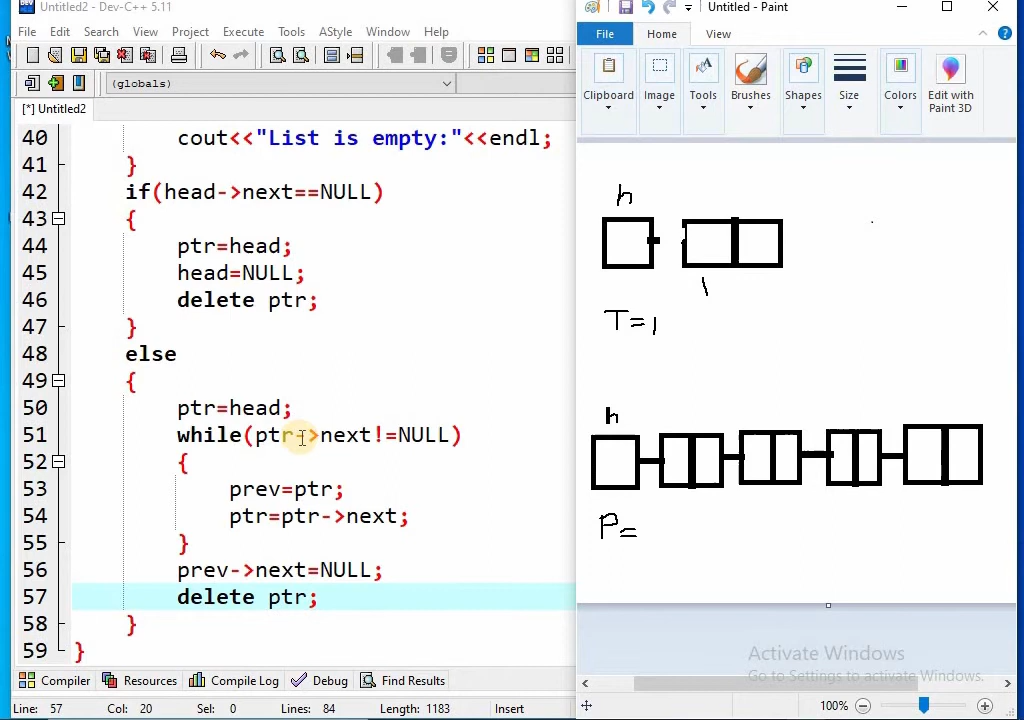 Untitled2 - Dev-C++ 5.11
File Edit Search View Project Execute Tools AStyle Window Help
(globals)
[*] Untitled2
40 cout<<"List is empty:"<<endl;
41 }
42 if(head->next==NULL)
43 {
44 ptr=head;
45 head=NULL;
46 delete ptr;
47 }
48 else
49 {
50 ptr=head;
51 while(ptr->next!=NULL)
52 {
53 prev=ptr;
54 ptr=ptr->next;
55 }
56 prev->next=NULL;
57 delete ptr;
58 }
59 }
Compiler Resources Compile Log Debug Find Results
Line: 57 Col: 20 Sel: 0 Lines: 84 Length: 1183 Insert
Untitled - Paint
File Home View
Clipboard Image Tools Brushes Shapes Size Colors Edit with
Paint 3D
h
1
T=1
h
P=
Activate Windows
Go to Settings to activate Windows.
100%